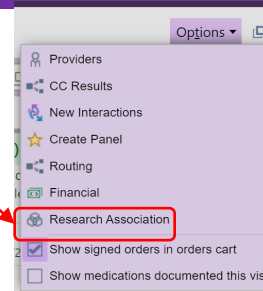 Options
Providers
CC Results
New Interactions
Create Panel
Routing
Financial
Research Association
Show signed orders in orders cart
Show medications documented this vis